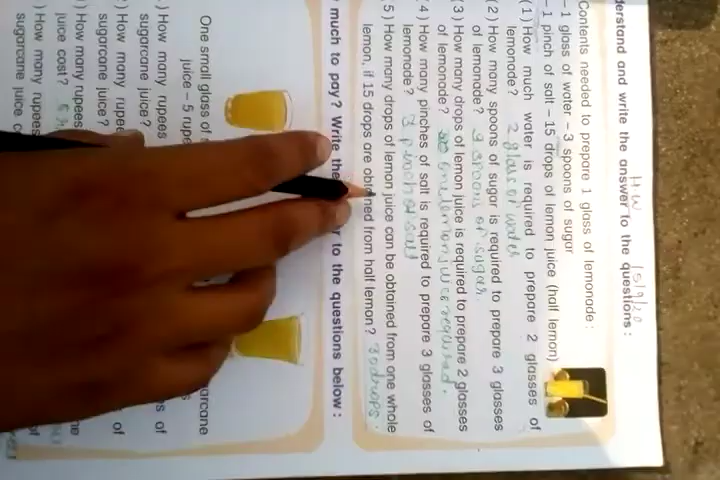 derstand and write the answer to the questions :
H.W
15/9/20
Contents needed to prepare 1 glass of lemonade :
– 1 glass of water – 3 spoons of sugar
– 1 pinch of salt – 15 drops of lemon juice (half lemon)
(1) How much water is required to prepare 2 glasses of
lemonade? 2 glass of water
(2) How many spoons of sugar is required to prepare 3 glasses
of lemonade? 9 spoons of sugar.
(3) How many drops of lemon juice is required to prepare 2 glasses
of lemonade?
4) How many pinches of salt is required to prepare 3 glasses of
lemonade? 3 pinch of salt
5) How many drops of lemon juice can be obtained from one whole
lemon, if 15 drops are obtained from half lemon? 30 drops.
much to pay? Write the r to the questions below :
One small glass of
juice – 5 rupe
arcane
) How many rupees s of
sugarcane juice?
) How many rupee of
sugarcane juice?
) How many rupees ne
juice cost?
) How many rupees of
sugarcane juice c